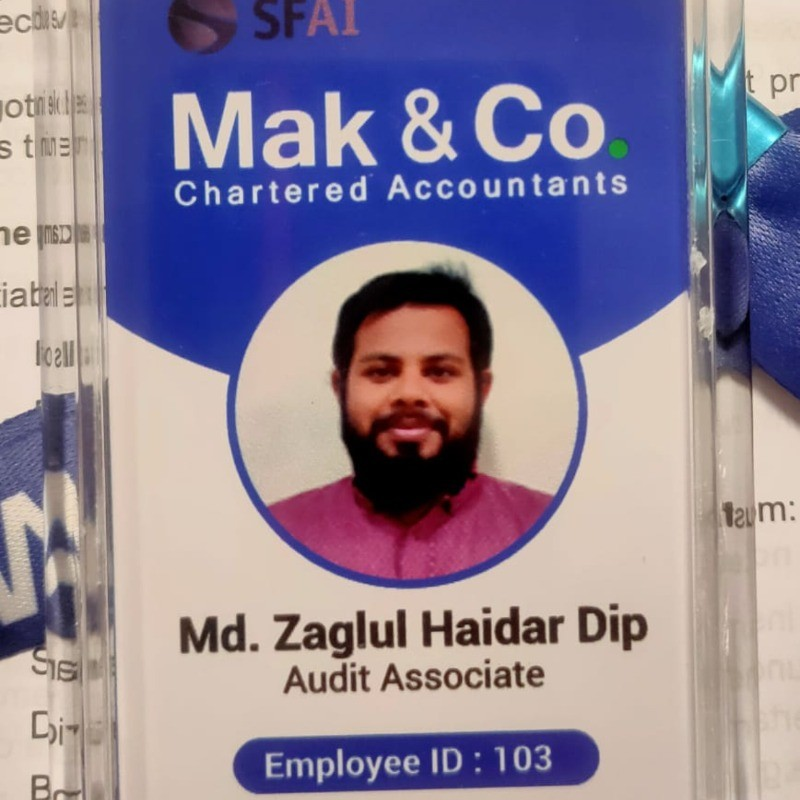 SFAI
Mak & Co.
Chartered Accountants
Md. Zaglul Haidar Dip
Audit Associate
Employee ID : 103